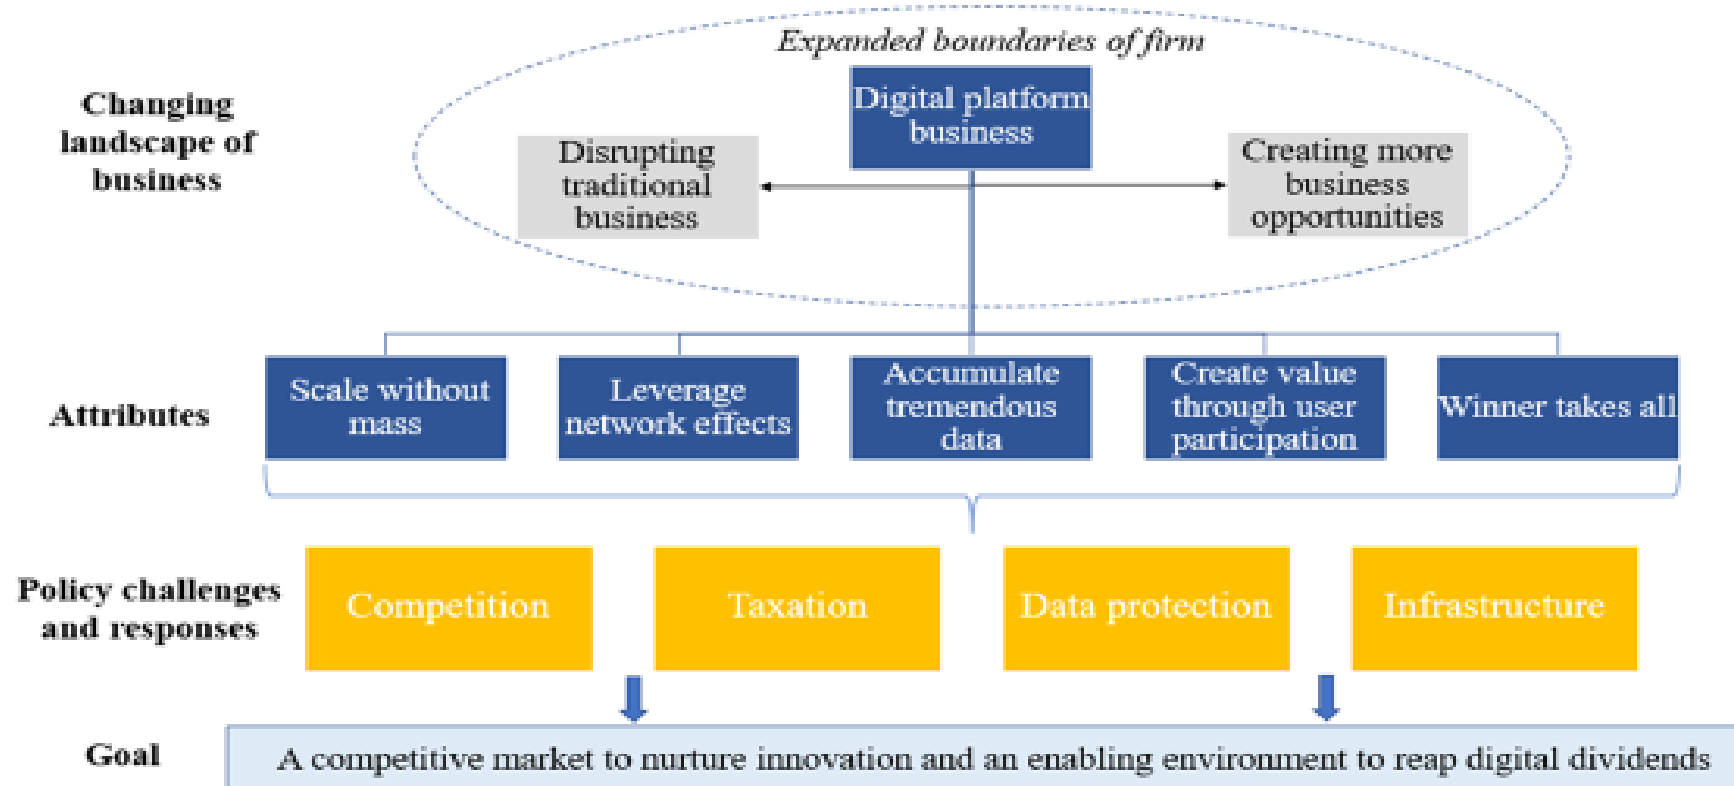 Expanded boundaries of firm
Changing
landscape of
business
Digital platform
business
Disrupting
traditional
business
Creating more
business
opportunities
Attributes
Scale without
mass
Leverage
network effects
Accumulate
tremendous
data
Create value
through user
participation
Winner takes all
Policy challenges
and responses
Competition
Taxation
Data protection
Infrastructure
Goal
A competitive market to nurture innovation and an enabling environment to reap digital dividends